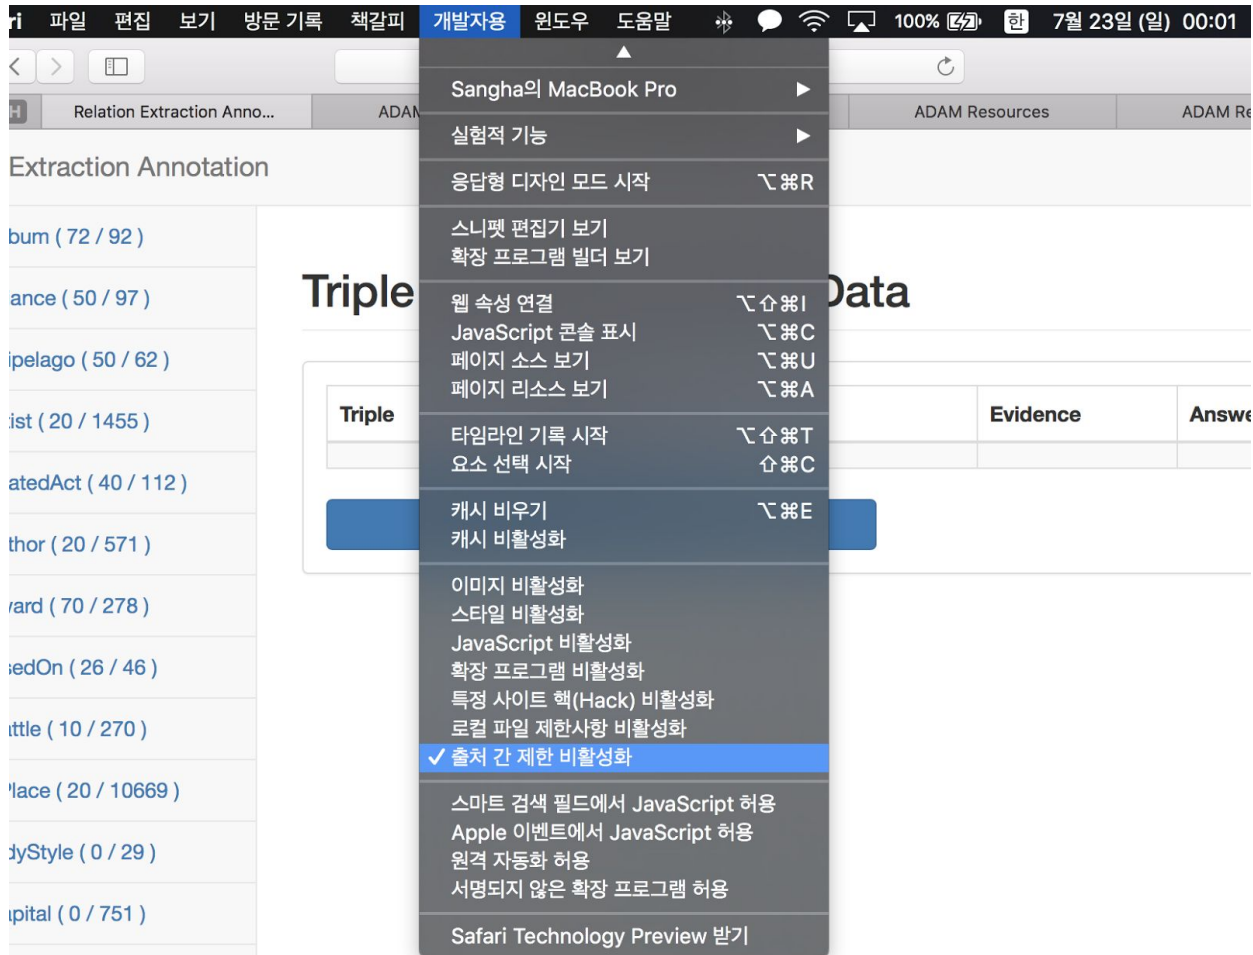 ri 파일 편집 보기 방문 기록 책갈피 개발자용 윈도우 도움말 100% 한 7월 23일 (일) 00:01
H Relation Extraction Anno... ADAM ADAM Resources ADAM Re
Extraction Annotation
bum ( 72 / 92 )
ance ( 50 / 97 )
ipelago ( 50 / 62 )
ist ( 20 / 1455 )
atedAct ( 40 / 112 )
thor ( 20 / 571 )
ard ( 70 / 278 )
sedOn ( 26 / 46 )
ttle ( 10 / 270 )
Place ( 20 / 10669 )
dyStyle ( 0 / 29 )
apital ( 0 / 751 )
Triple Data
Triple Evidence Answe
Sangha의 MacBook Pro ▶
실험적 기능 ▶
응답형 디자인 모드 시작 ⌥⌘R
스니펫 편집기 보기
확장 프로그램 빌더 보기
웹 속성 연결 ⌥⇧⌘I
JavaScript 콘솔 표시 ⌥⌘C
페이지 소스 보기 ⌥⌘U
페이지 리소스 보기 ⌥⌘A
타임라인 기록 시작 ⌥⇧⌘T
요소 선택 시작 ⇧⌘C
캐시 비우기 ⌥⌘E
캐시 비활성화
이미지 비활성화
스타일 비활성화
JavaScript 비활성화
확장 프로그램 비활성화
특정 사이트 핵(Hack) 비활성화
로컬 파일 제한사항 비활성화
✓ 출처 간 제한 비활성화
스마트 검색 필드에서 JavaScript 허용
Apple 이벤트에서 JavaScript 허용
원격 자동화 허용
서명되지 않은 확장 프로그램 허용
Safari Technology Preview 받기